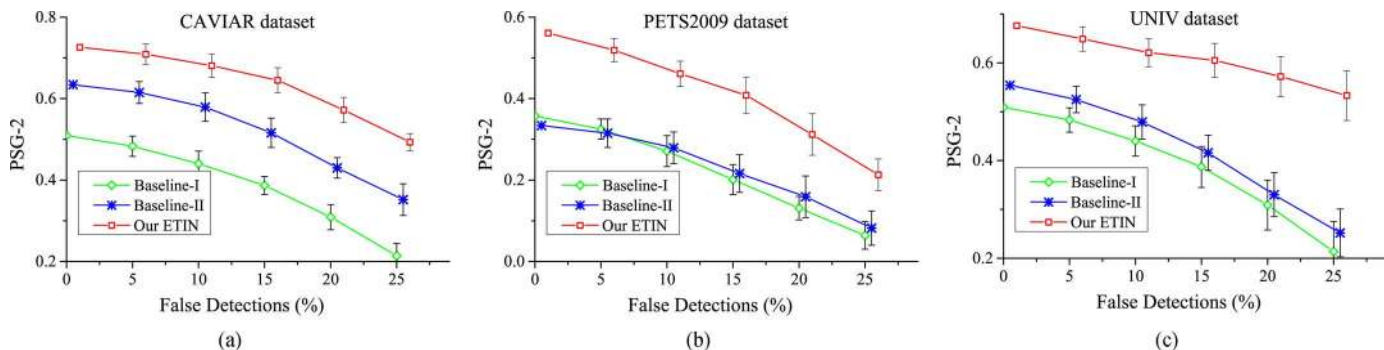 CAVIAR dataset
0.8
0.6
0.4
0.2
PSG-2
Baseline-I
Baseline-II
Our ETIN
0 5 10 15 20 25
False Detections (%)
(a)
PETS2009 dataset
0.6
0.4
0.2
0.0
PSG-2
Baseline-I
Baseline-II
Our ETIN
0 5 10 15 20 25
False Detections (%)
(b)
UNIV dataset
0.6
0.4
0.2
PSG-2
Baseline-I
Baseline-II
Our ETIN
0 5 10 15 20 25
False Detections (%)
(c)